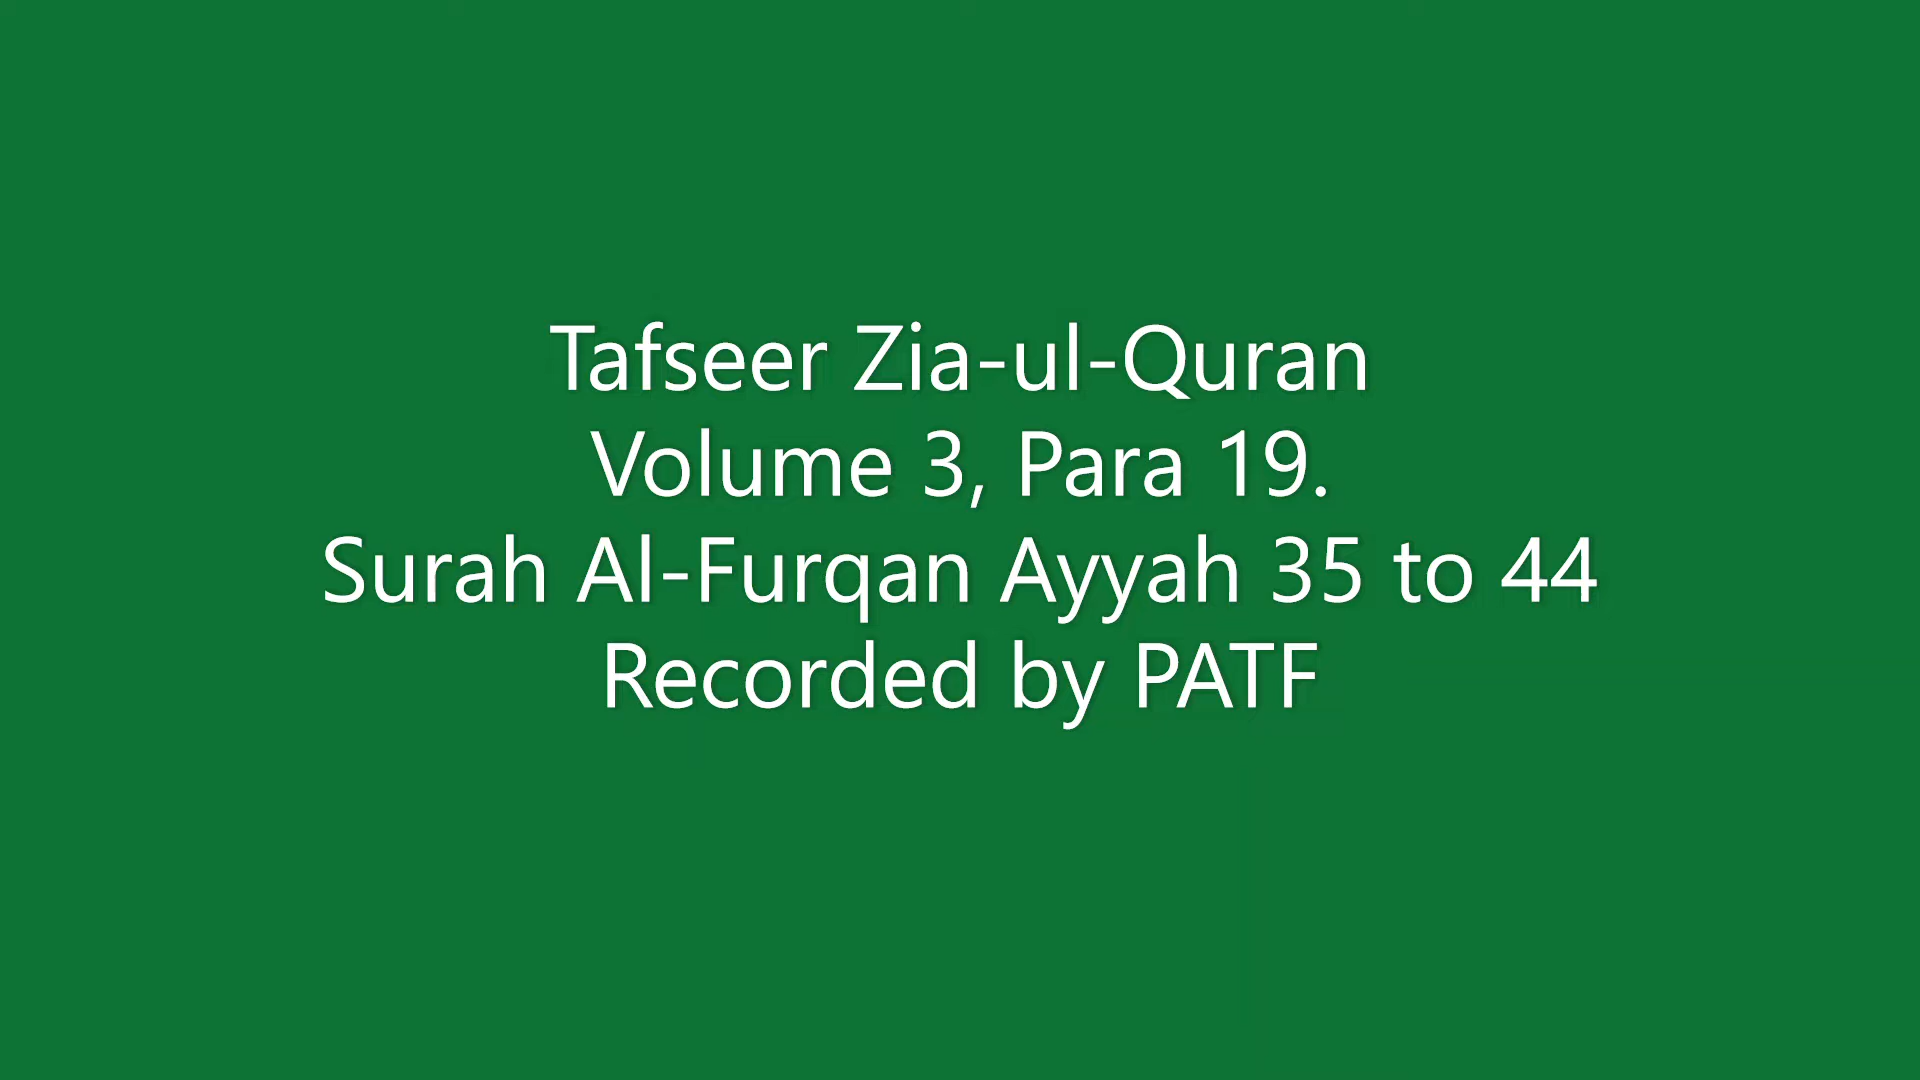 Tafseer Zia-ul-Quran
Volume 3, Para 19.
Surah Al-Furqan Ayyah 35 to 44
Recorded by PATF